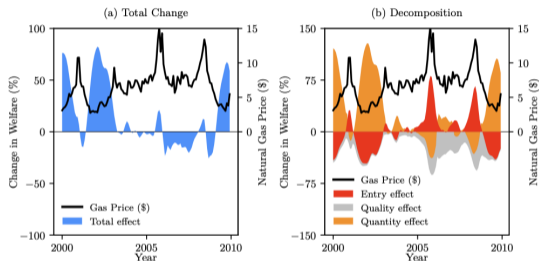 (a) Total Change
Change in Welfare (%)
100
50
0
−50
−100
15
10
5
0
Natural Gas Price ($)
Gas Price ($)
Total effect
2000
2005
2010
Year
(b) Decomposition
Change in Welfare (%)
150
75
0
−75
−150
15
10
5
0
Natural Gas Price ($)
Gas Price ($)
Entry effect
Quality effect
Quantity effect
2000
2005
2010
Year